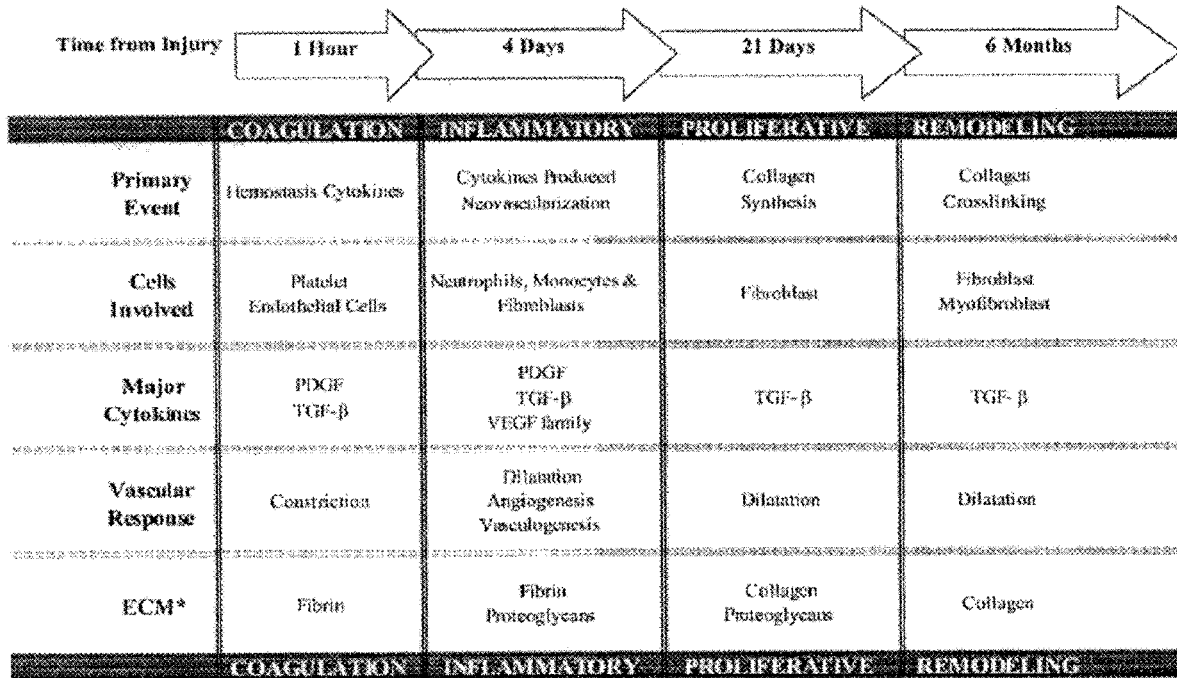 Time from Injury 1 Hour 4 Days 21 Days 6 Months
COAGULATION INFLAMMATORY PROLIFERATIVE REMODELING
Primary Event
Hemostasis Cytokines
Cytokines Produced
Neovascularization
Collagen
Synthesis
Collagen
Crosslinking
Cells
Involved
Platelet
Endothelial Cells
Neutrophils, Monocytes &
Collagen
Fibroblast
Fibroblast
Myofibroblast
Major
Cytokines
PDGF
TGF-β
PDGF
TGF-β
VEGF family
TGF-β
TGF- β
Vascular
Response
Constriction
Dilatation
Angiogenesis
Vasculogenesis
Dilatation
Dilatation
ECM*
Fibrin
Fibrin
Proteoglycans
Collagen
Proteoglycans
Collagen
COAGULATION INFLAMMATORY PROLIFERATIVE REMODELING